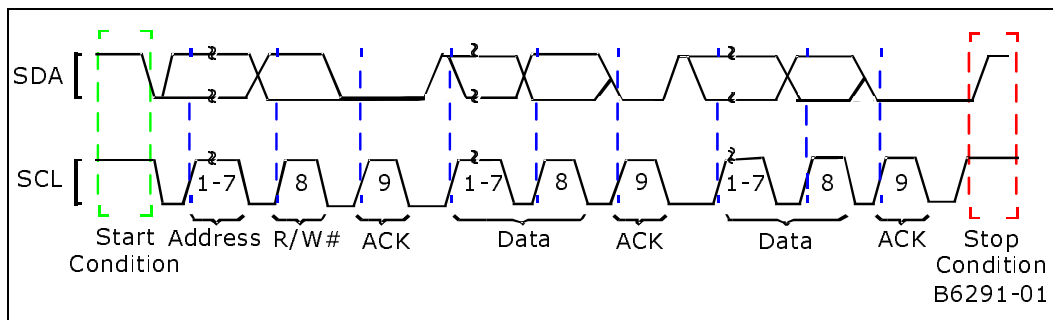 SDA
SCL
1-7 8 9 1-7 8 9 1-7 8 9
Start Condition
Address
R/W#
ACK
Data
ACK
Data
ACK
Stop Condition
B6291-01